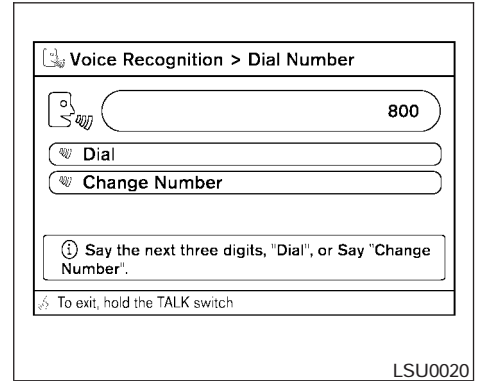 Voice Recognition > Dial Number
800
Dial
Change Number
Say the next three digits, "Dial", or Say "Change
Number".
To exit, hold the TALK switch
LSU0020